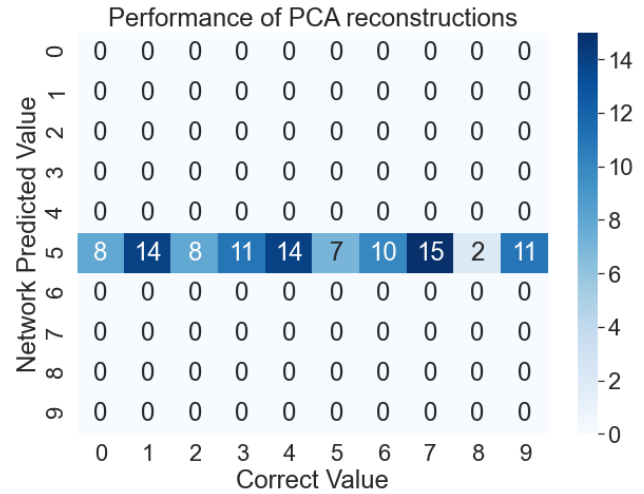 Performance of PCA reconstructions
Network Predicted Value
0 0 0 0 0 0 0 0 0 0 0
1 0 0 0 0 0 0 0 0 0 0
2 0 0 0 0 0 0 0 0 0 0
3 0 0 0 0 0 0 0 0 0 0
4 0 0 0 0 0 0 0 0 0 0
5 8 14 8 11 14 7 10 15 2 11
6 0 0 0 0 0 0 0 0 0 0
7 0 0 0 0 0 0 0 0 0 0
8 0 0 0 0 0 0 0 0 0 0
9 0 0 0 0 0 0 0 0 0 0
0 1 2 3 4 5 6 7 8 9
Correct Value
14
12
10
8
6
4
2
0